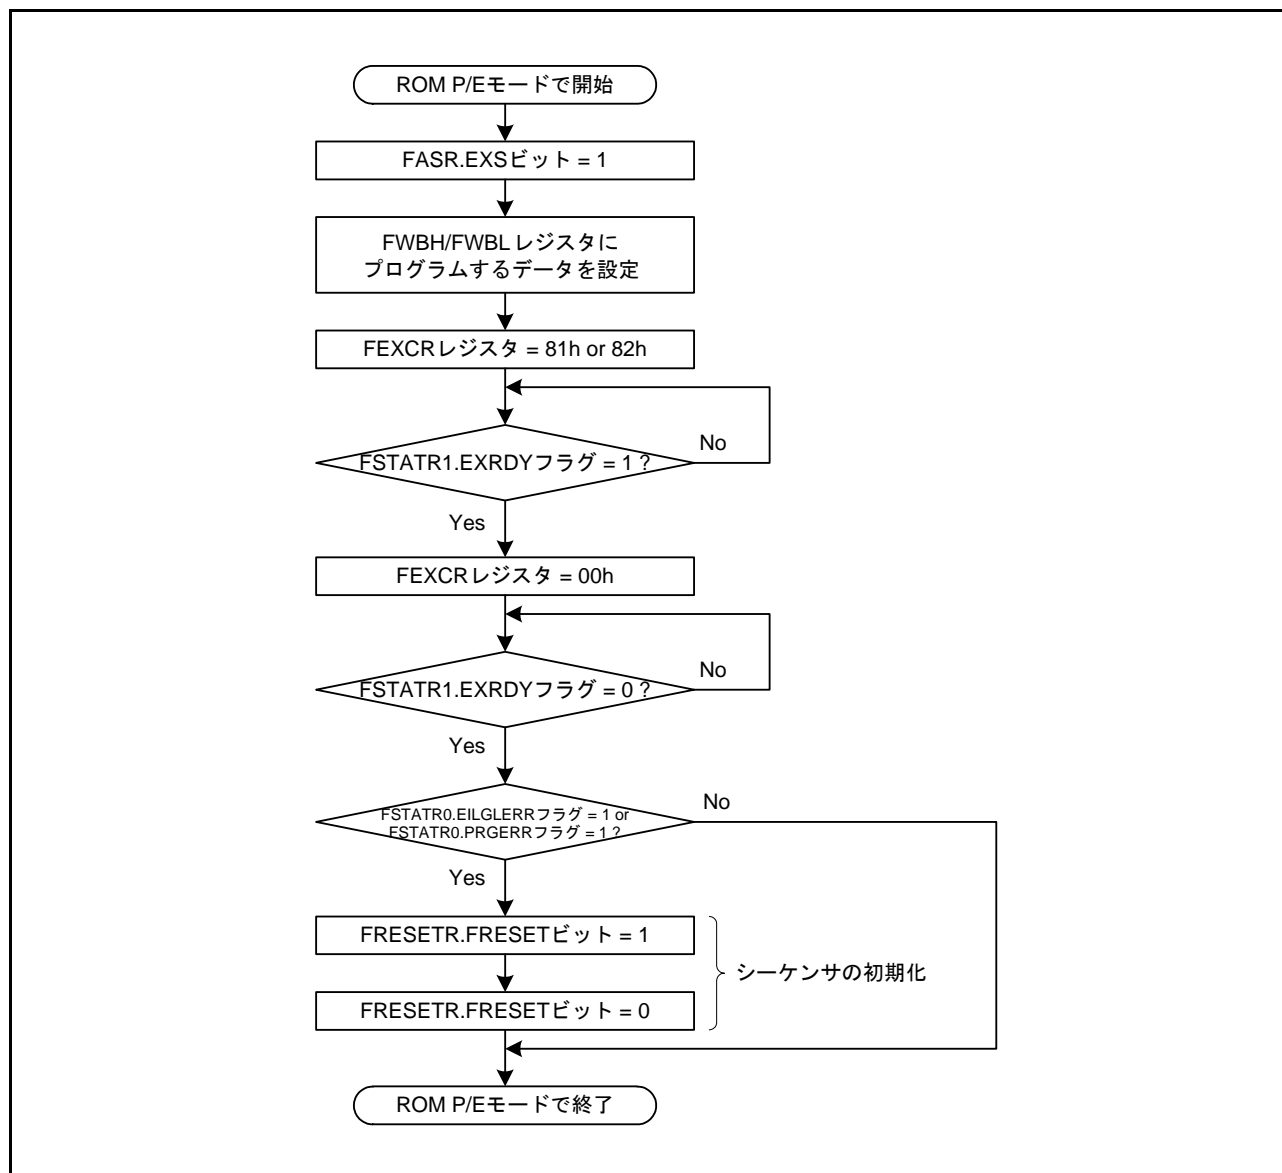 ROM P/Eモードで開始
FASR.EXSビット = 1
FWBH/FWBLレジスタに
プログラムするデータを設定
FEXCRレジスタ = 81h or 82h
No
FSTATR1.EXRDYフラグ = 1 ?
Yes
FEXCRレジスタ = 00h
No
FSTATR1.EXRDYフラグ = 0 ?
Yes
No
FSTATR0.EILGLERRフラグ = 1 or
FSTATR0.PRGERRフラグ = 1 ?
Yes
FRESETR.FRESETビット = 1
シーケンサの初期化
FRESETR.FRESETビット = 0
ROM P/Eモードで終了